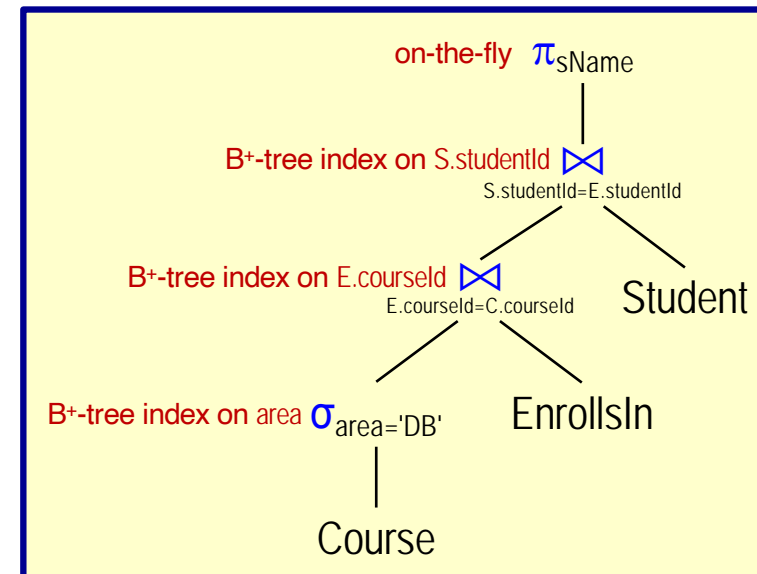 on-the-fly πsName
B+-tree index on S.studentId ⋈
S.studentId=E.studentId
B+-tree index on E.courseId ⋈
E.courseId=C.courseId
Student
B+-tree index on area σarea='DB'
EnrollsIn
Course